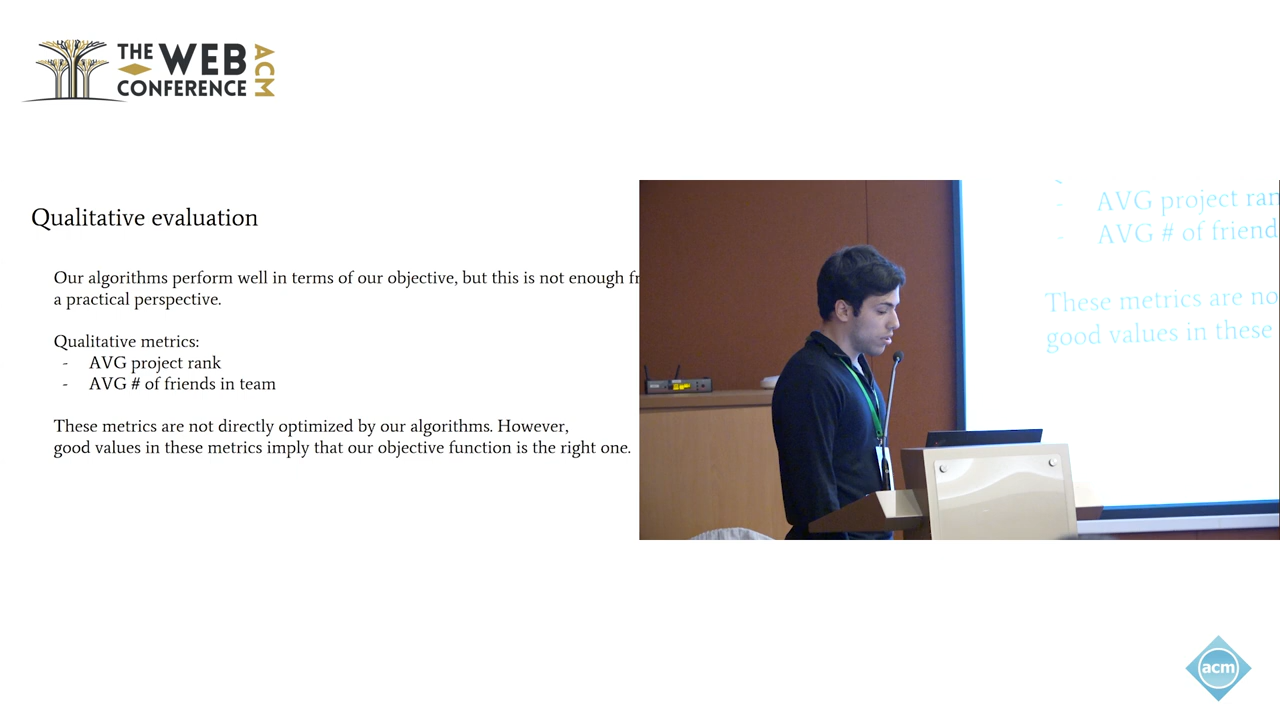 THE WEB
CONFERENCE
ACM
Qualitative evaluation
Our algorithms perform well in terms of our objective, but this is not enough
a practical perspective.
Qualitative metrics:
- AVG project rank
- AVG # of friends in team
These metrics are not directly optimized by our algorithms. However,
good values in these metrics imply that our objective function is the right one.
- AVG project
- AVG # of friend
These metrics are
good values in these
acm